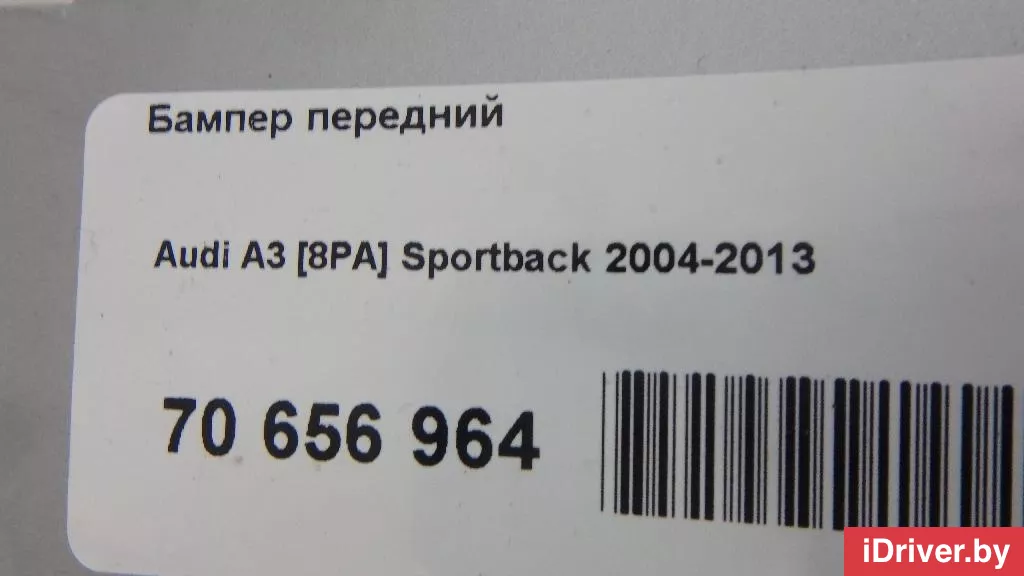 Бампер передний
Audi A3 [8PA] Sportback 2004-2013
70 656 964
iDriver.by